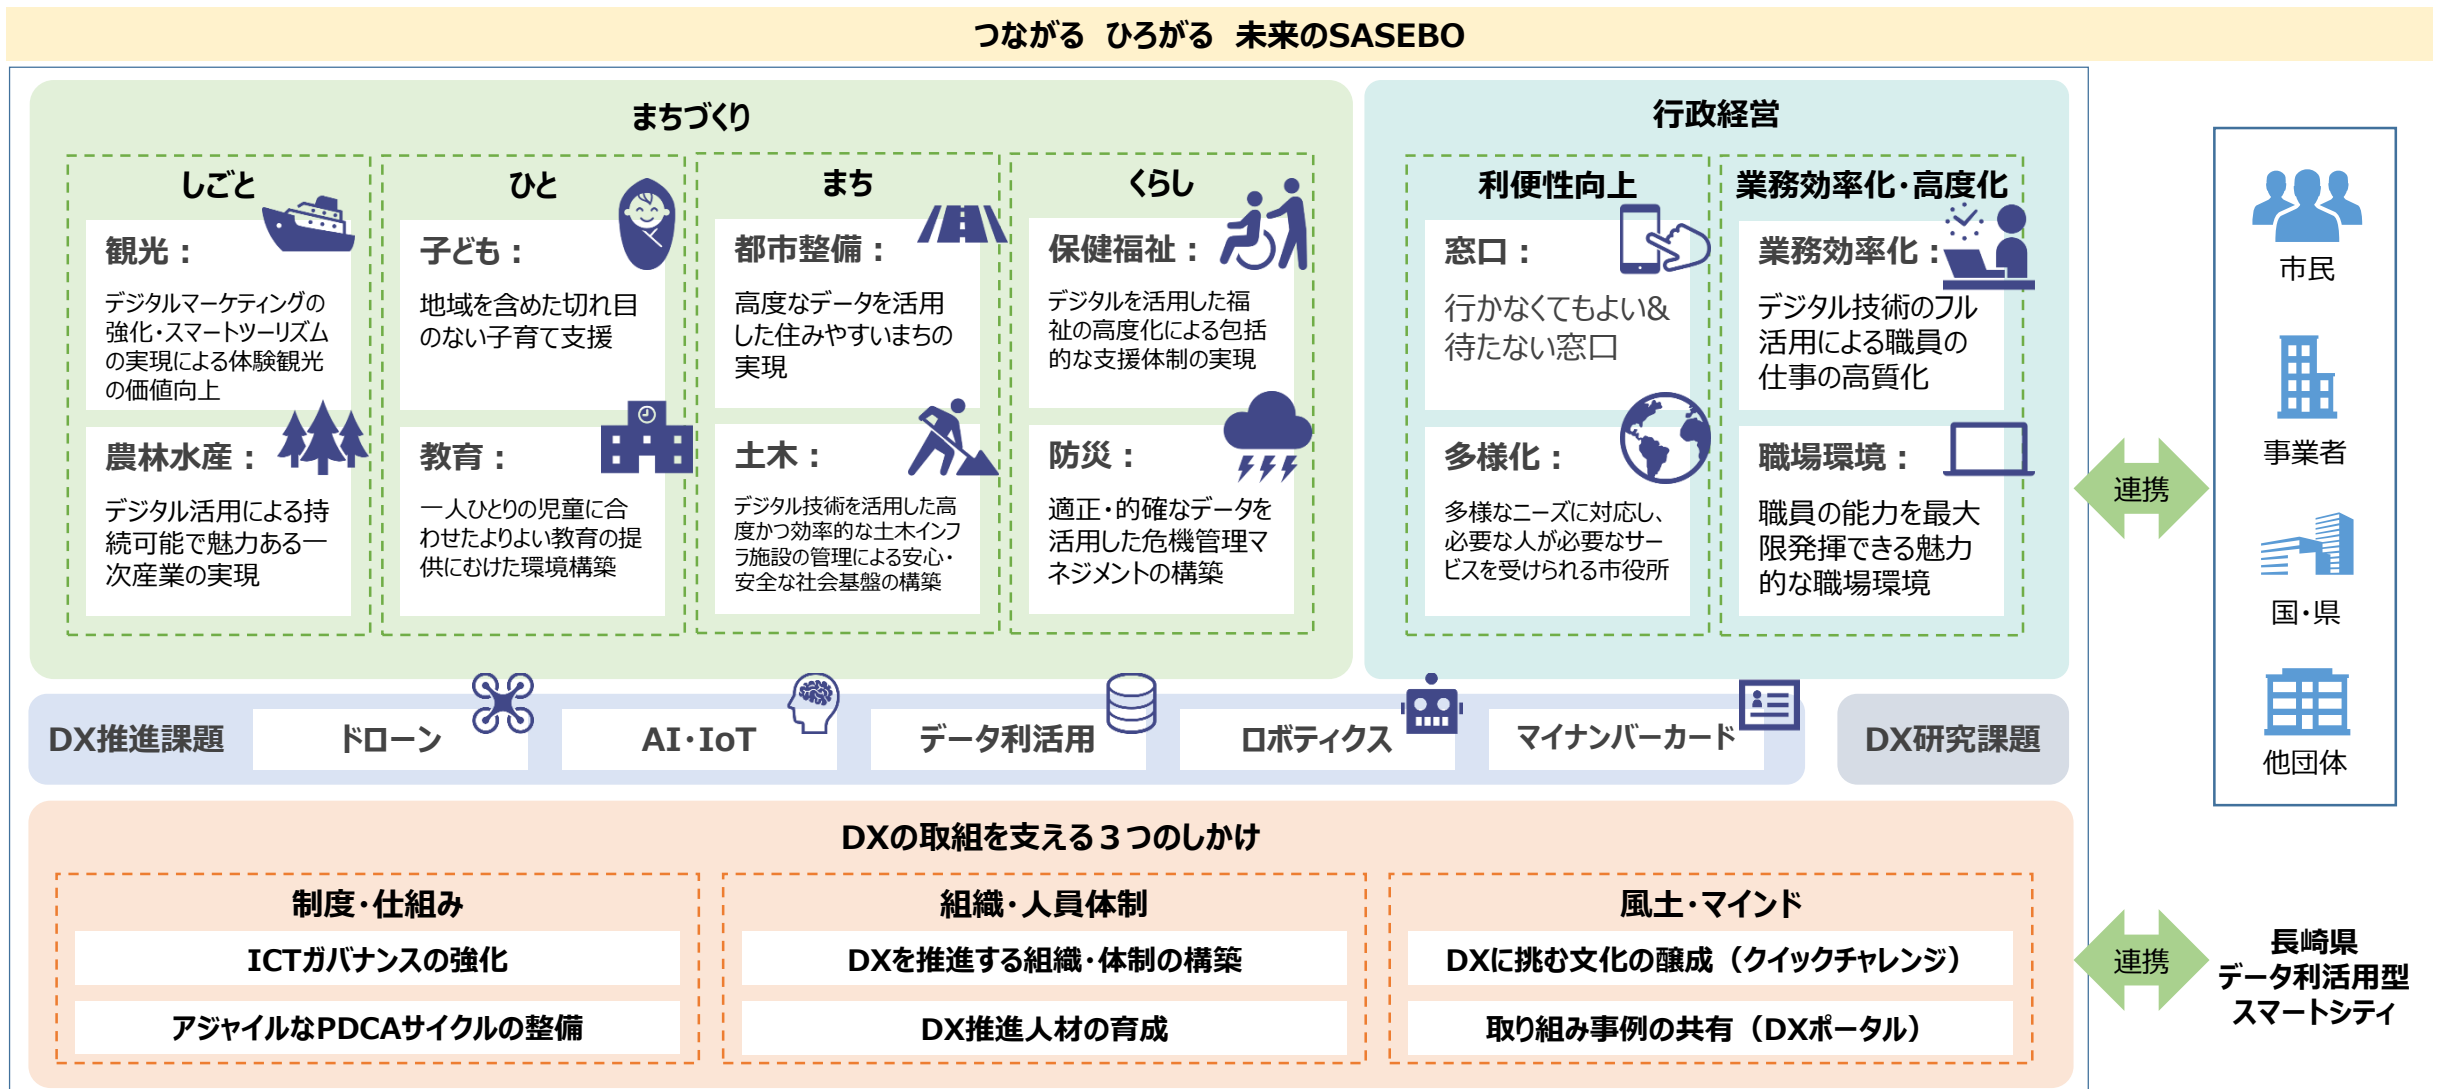 つながる ひろがる 未来のSASEBO
まちづくり
しごと
観光：
デジタルマーケティングの
強化・スマートツーリズム
の実現による体験観光
の価値向上
農林水産：
デジタル活用による持
続可能で魅力ある一
次産業の実現
ひと
子ども：
地域を含めた切れ目
のない子育て支援
教育：
一人ひとりの児童に合
わせたよりよい教育の提
供にむけた環境構築
まち
都市整備：
高度なデータを活用
した住みやすいまちの
実現
土木：
デジタル技術を活用した高
度かつ効率的な土木インフ
ラ施設の管理による安心・
安全な社会基盤の構築
くらし
保健福祉：
デジタルを活用した福
祉の高度化による包括
的な支援体制の実現
防災：
適正・的確なデータを
活用した危機管理マ
ネジメントの構築
行政経営
利便性向上
窓口：
行かなくてもよい&
待たない窓口
多様化：
多様なニーズに対応し、
必要な人が必要なサー
ビスを受けられる市役所
業務効率化・高度化
業務効率化：
デジタル技術のフル
活用による職員の
仕事の高質化
職場環境：
職員の能力を最大
限発揮できる魅力
的な職場環境
DX推進課題
ドローン
AI・IoT
データ利活用
ロボティクス
マイナンバーカード
DX研究課題
DXの取組を支える３つのしかけ
制度・仕組み
ICTガバナンスの強化
アジャイルなPDCAサイクルの整備
組織・人員体制
DXを推進する組織・体制の構築
DX推進人材の育成
風土・マインド
DXに挑む文化の醸成（クイックチャレンジ）
取り組み事例の共有（DXポータル）
連携
市民
事業者
国・県
他団体
連携
長崎県
データ利活用型
スマートシティ